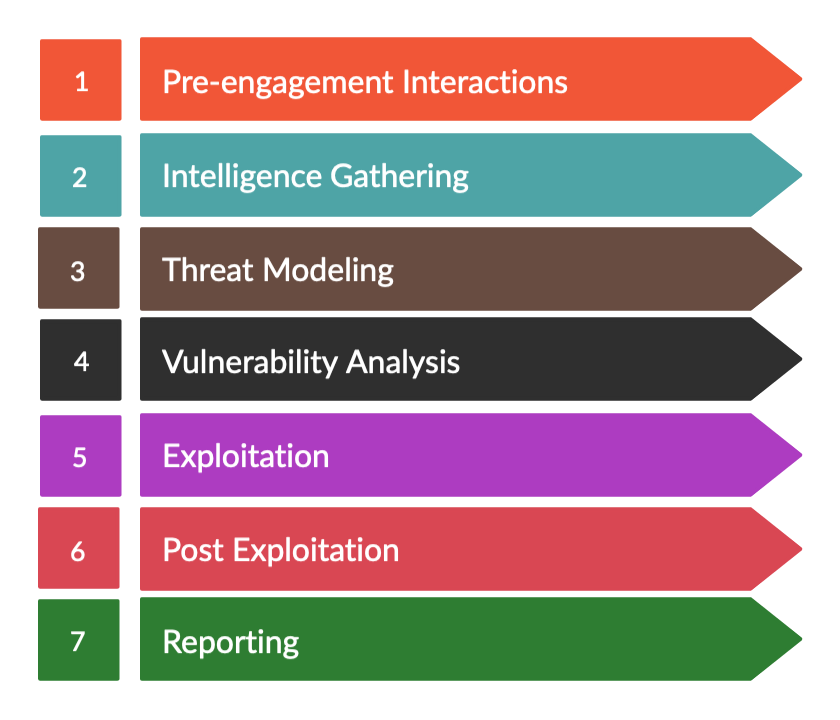 1 Pre-engagement Interactions
2 Intelligence Gathering
3 Threat Modeling
4 Vulnerability Analysis
5 Exploitation
6 Post Exploitation
7 Reporting